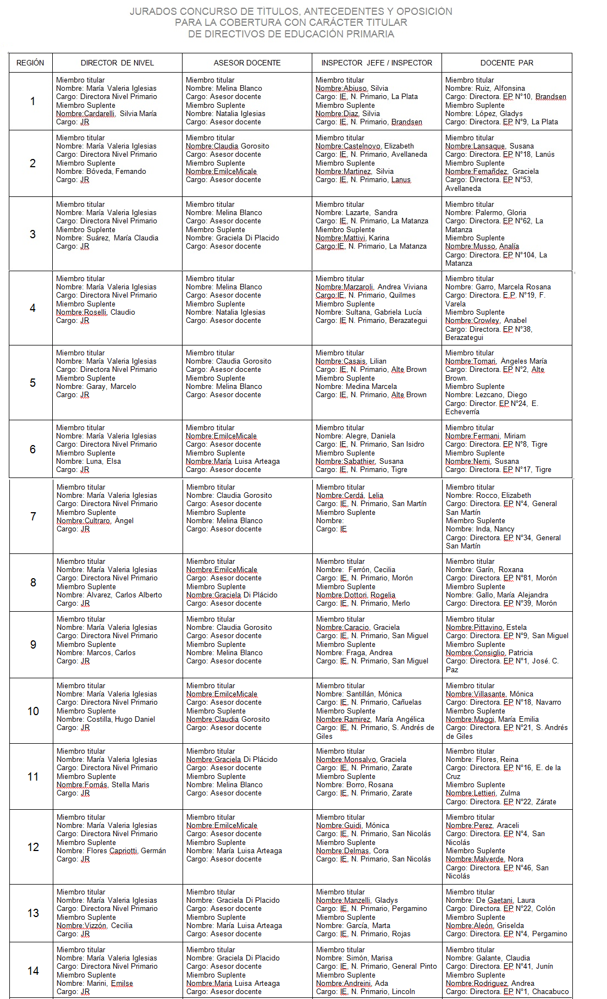 JURADOS CONCURSO DE TÍTULOS, ANTECEDENTES Y OPOSICIÓN
PARA LA COBERTURA CON CARÁCTER TITULAR
DE DIRECTIVOS DE EDUCACIÓN PRIMARIA
REGIÓN
DIRECTOR DE NIVEL
ASESOR DOCENTE
INSPECTOR JEFE / INSPECTOR
DOCENTE PAR
1
Miembro titular
Nombre: María Valeria Iglesias
Cargo: Directora Nivel Primario
Miembro Suplente
Nombre:Cardarelli, Silvia María
Cargo: JR
Miembro titular
Nombre: Melina Blanco
Cargo: Asesor docente
Miembro Suplente
Nombre: Natalia Iglesias
Cargo: Asesor docente
Miembro titular
Nombre:Abiuso, Silvia
Cargo: IE, N. Primario, La Plata
Miembro Suplente
Nombre:Diaz, Silvia
Cargo: IE, N. Primario, Brandsen
Miembro titular
Nombre: Ruiz, Alfonsina
Cargo: Directora. EP N°10, Brandsen
Miembro Suplente
Nombre: López, Gladys
Cargo: Directora. EP N°9, La Plata
2
Miembro titular
Nombre: María Valeria Iglesias
Cargo: Directora Nivel Primario
Miembro Suplente
Nombre: Bóveda, Fernando
Cargo: JR
Miembro titular
Nombre:Claudia Gorosito
Cargo: Asesor docente
Miembro Suplente
Nombre:EmilceMicale
Cargo: Asesor docente
Miembro titular
Nombre:Castelnovo, Elizabeth
Cargo: IE, N. Primario, Avellaneda
Miembro Suplente
Nombre:Martinez, Silvia
Cargo: IE, N. Primario, Lanus
Miembro titular
Nombre:Lansaque, Susana
Cargo: Directora. EP N°18, Lanús
Miembro Suplente
Nombre:Fernañdez, Graciela
Cargo: Directora. EP N°53,
Avellaneda
3
Miembro titular
Nombre: María Valeria Iglesias
Cargo: Directora Nivel Primario
Miembro Suplente
Nombre: Suárez, María Claudia
Cargo: JR
Miembro titular
Nombre: Melina Blanco
Cargo: Asesor docente
Miembro Suplente
Nombre: Graciela Di Placido
Cargo: Asesor docente
Miembro titular
Nombre: Lazarte, Sandra
Cargo: IE, N. Primario, La Matanza
Miembro Suplente
Nombre:Mattivi, Karina
Cargo:IE, N. Primario, La Matanza
Miembro titular
Nombre: Palermo, Gloria
Cargo: Directora. EP N°62, La
Matanza
Miembro Suplente
Nombre:Musso, Analía
Cargo: Directora. EP N°104, La
Matanza
4
Miembro titular
Nombre: María Valeria Iglesias
Cargo: Directora Nivel Primario
Miembro Suplente
Nombre:Roselli, Claudio
Cargo: JR
Miembro titular
Nombre: Melina Blanco
Cargo: Asesor docente
Miembro Suplente
Nombre: Natalia Iglesias
Cargo: Asesor docente
Miembro titular
Nombre:Marzaroli, Andrea Viviana
Cargo:IE, N. Primario, Quilmes
Miembro Suplente
Nombre: Sultana, Gabriela Lucía
Cargo: IE N. Primario, Berazategui
Miembro titular
Nombre: Garro, Marcela Rosana
Cargo: Directora. E.P. N°19, F.
Varela
Miembro Suplente
Nombre:Crowley, Anabel
Cargo: Directora. EP N°38,
Berazategui
5
Miembro titular
Nombre: María Valeria Iglesias
Cargo: Directora Nivel Primario
Miembro Suplente
Nombre: Garay, Marcelo
Cargo: JR
Miembro titular
Nombre: Claudia Gorosito
Cargo: Asesor docente
Miembro Suplente
Nombre: Melina Blanco
Cargo: Asesor docente
Miembro titular
Nombre:Casais, Lilian
Cargo: IE, N. Primario, Alte Brown
Miembro Suplente
Nombre: Medina Marcela
Cargo: IE, N. Primario, Alte Brown
Miembro titular
Nombre:Tornari, Ángeles María
Cargo: Directora. EP N°2, Alte
Brown.
Miembro Suplente
Nombre: Lezcano, Diego
Cargo: Director. EP N°24, E.
Echeverría
6
Miembro titular
Nombre: María Valeria Iglesias
Cargo: Directora Nivel Primario
Miembro Suplente
Nombre: Luna, Elsa
Cargo: JR
Miembro titular
Nombre:EmilceMicale
Cargo: Asesor docente
Miembro Suplente
Nombre:María Luisa Arteaga
Cargo: Asesor docente
Miembro titular
Nombre: Alegre, Daniela
Cargo: IE, N. Primario, San Isidro
Miembro Suplente
Nombre:Sabathier, Susana
Cargo: IE, N. Primario, Tigre
Miembro titular
Nombre:Fermani, Miriam
Cargo: Directora. EP N°8, Tigre
Miembro Suplente
Nombre:Nemi, Susana
Cargo: Directora. EP N°17, Tigre
7
Miembro titular
Nombre: María Valeria Iglesias
Cargo: Directora Nivel Primario
Miembro Suplente
Nombre:Cultraro, Ángel
Cargo: JR
Miembro titular
Nombre: Claudia Gorosito
Cargo: Asesor docente
Miembro Suplente
Nombre: Melina Blanco
Cargo: Asesor docente
Miembro titular
Nombre:Cerdá, Lelia
Cargo: IE, N. Primario, San Martín
Miembro Suplente
Nombre:
Cargo: IE
Miembro titular
Nombre: Rocco, Elizabeth
Cargo: Directora. EP N°4, General
San Martín
Miembro Suplente
Nombre: Inda, Nancy
Cargo: Directora. EP N°34, General
San Martín
8
Miembro titular
Nombre: María Valeria Iglesias
Cargo: Directora Nivel Primario
Miembro Suplente
Nombre: Álvarez, Carlos Alberto
Cargo: JR
Miembro titular
Nombre:EmilceMicale
Cargo: Asesor docente
Miembro Suplente
Nombre:Graciela Di Plácido
Cargo: Asesor docente
Miembro titular
Nombre: Ferrón, Cecilia
Cargo: IE, N. Primario, Morón
Miembro Suplente
Nombre:Dottori, Rogelia
Cargo: IE, N. Primario, Merlo
Miembro titular
Nombre: Garín, Roxana
Cargo: Directora. EP N°81, Morón
Miembro Suplente
Nombre: Gallo, María Alejandra
Cargo: Directora. EP N°39, Morón
9
Miembro titular
Nombre: María Valeria Iglesias
Cargo: Directora Nivel Primario
Miembro Suplente
Nombre: Marcos, Carlos
Cargo: JR
Miembro titular
Nombre: Claudia Gorosito
Cargo: Asesor docente
Miembro Suplente
Nombre: Melina Blanco
Cargo: Asesor docente
Miembro titular
Nombre:Caracio, Graciela
Cargo: IE, N. Primario, San Miguel
Miembro Suplente
Nombre: Fraga, Andrea
Cargo: IE, N. Primario, San Miguel
Miembro titular
Nombre:Pittavino, Estela
Cargo: Directora. EP N°9, San Miguel
Miembro Suplente
Nombre:Consiglio, Patricia
Cargo: Directora. EP N°1, José. C.
Paz
10
Miembro titular
Nombre: María Valeria Iglesias
Cargo: Directora Nivel Primario
Miembro Suplente
Nombre: Costilla, Hugo Daniel
Cargo: JR
Miembro titular
Nombre:EmilceMicale
Cargo: Asesor docente
Miembro Suplente
Nombre:Claudia Gorosito
Cargo: Asesor docente
Miembro titular
Nombre: Santillán, Mónica
Cargo: IE, N. Primario, Cañuelas
Miembro Suplente
Nombre:Ramirez, María Angélica
Cargo: IE, N. Primario, S. Andrés de
Giles
Miembro titular
Nombre:Villasante, Mónica
Cargo: Directora. EP N°18, Navarro
Miembro Suplente
Nombre:Maggi, María Emilia
Cargo: Directora. EP N°21, S. Andrés
de Giles
11
Miembro titular
Nombre: María Valeria Iglesias
Cargo: Directora Nivel Primario
Miembro Suplente
Nombre:Fornás, Stella Maris
Cargo: JR
Miembro titular
Nombre:Graciela Di Plácido
Cargo: Asesor docente
Miembro Suplente
Nombre: Melina Blanco
Cargo: Asesor docente
Miembro titular
Nombre:Monsalvo, Graciela
Cargo: IE, N. Primario, Zarate
Miembro Suplente
Nombre: Borro, Rosana
Cargo: IE, N. Primario, Zarate
Miembro titular
Nombre: Flores, Reina
Cargo: Directora. EP N°16, E. de la
Cruz
Miembro Suplente
Nombre:Lettieri, Zulma
Cargo: Directora. EP N°22, Zárate
12
Miembro titular
Nombre: María Valeria Iglesias
Cargo: Directora Nivel Primario
Miembro Suplente
Nombre: Flores Capriotti, Germán
Cargo: JR
Miembro titular
Nombre:EmilceMicale
Cargo: Asesor docente
Miembro Suplente
Nombre: María Luisa Arteaga
Cargo: Asesor docente
Miembro titular
Nombre:Guidi, Mónica
Cargo: IE, N. Primario, San Nicolás
Miembro Suplente
Nombre:Delmas, Cora
Cargo: IE, N. Primario, San Nicolás
Miembro titular
Nombre:Perez, Araceli
Cargo: Directora. EP N°4, San
Nicolás
Miembro Suplente
Nombre:Malverde, Nora
Cargo: Directora. EP N°46, San
Nicolás
13
Miembro titular
Nombre: María Valeria Iglesias
Cargo: Directora Nivel Primario
Miembro Suplente
Nombre:Vizzón, Cecilia
Cargo: JR
Miembro titular
Nombre: Graciela Di Placido
Cargo: Asesor docente
Miembro Suplente
Nombre: María Luisa Arteaga
Cargo: Asesor docente
Miembro titular
Nombre:Manzelli, Gladys
Cargo: IE, N. Primario, Pergamino
Miembro Suplente
Nombre: García, Marta
Cargo: IE, N. Primario, Rojas
Miembro titular
Nombre: De Gaetani, Laura
Cargo: Directora. EP N°22, Colón
Miembro Suplente
Nombre:Aleón, Griselda
Cargo: Directora. EP N°4, Pergamino
14
Miembro titular
Nombre: María Valeria Iglesias
Cargo: Directora Nivel Primario
Miembro Suplente
Nombre: Marini, Emilse
Cargo: JR
Miembro titular
Nombre: Graciela Di Placido
Cargo: Asesor docente
Miembro Suplente
Nombre:Maria Luisa Arteaga
Cargo: Asesor docente
Miembro titular
Nombre: Simón, Marisa
Cargo: IE, N. Primario, General Pinto
Miembro Suplente
Nombre:Andreini, Ada
Cargo: IE, N. Primario, Lincoln
Miembro titular
Nombre: Galante, Claudia
Cargo: Directora. EP N°41, Junín
Miembro Suplente
Nombre:Rodriguez, Andrea
Cargo: Directora. EP N°1, Chacabuco